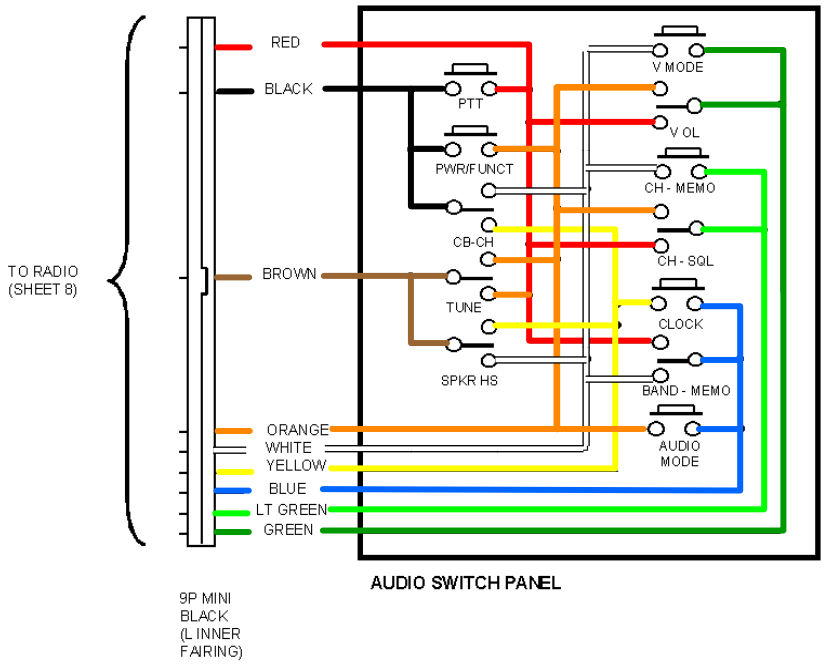 RED
V MODE
BLACK
PTT
V OL
PWR/FUNCT
CH - MEMO
CB-CH
CH - SQL
TO RADIO
(SHEET 8)
BROWN
TUNE
CLOCK
SPKR HS
BAND - MEMO
ORANGE
WHITE
AUDIO
MODE
YELLOW
BLUE
LT GREEN
GREEN
AUDIO SWITCH PANEL
9P MINI
BLACK
(L INNER
FAIRING)